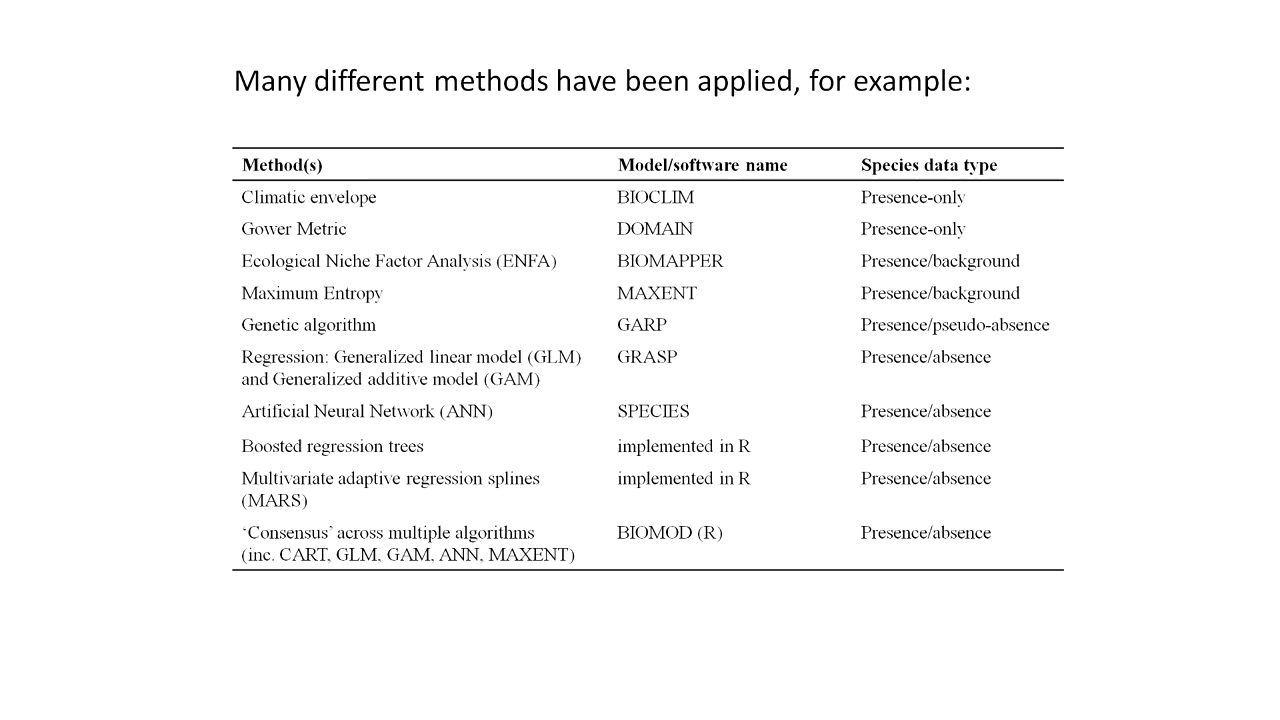 Many different methods have been applied, for example:
Method(s) Model/software name Species data type
Climatic envelope BIOCLIM Presence-only
Gower Metric DOMAIN Presence-only
Ecological Niche Factor Analysis (ENFA) BIOMAPPER Presence/background
Maximum Entropy MAXENT Presence/background
Genetic algorithm GARP Presence/pseudo-absence
Regression: Generalized linear model (GLM) GRASP Presence/absence
and Generalized additive model (GAM)
Artificial Neural Network (ANN) SPECIES Presence/absence
Boosted regression trees implemented in R Presence/absence
Multivariate adaptive regression splines implemented in R Presence/absence
(MARS)
‘Consensus’ across multiple algorithms BIOMOD (R) Presence/absence
(inc. CART, GLM, GAM, ANN, MAXENT)